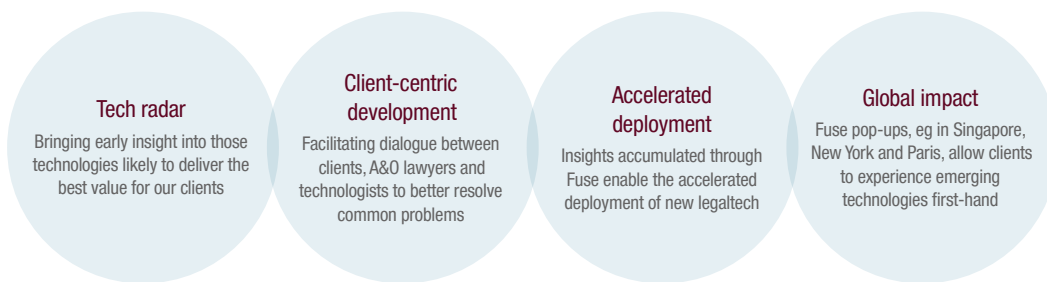 Tech radar
Bringing early insight into those
technologies likely to deliver the
best value for our clients
Client-centric
development
Facilitating dialogue between
clients, A&O lawyers and
technologists to better resolve
common problems
Accelerated
deployment
Insights accumulated through
Fuse enable the accelerated
deployment of new legaltech
Global impact
Fuse pop-ups, eg in Singapore,
New York and Paris, allow clients
to experience emerging
technologies first-hand